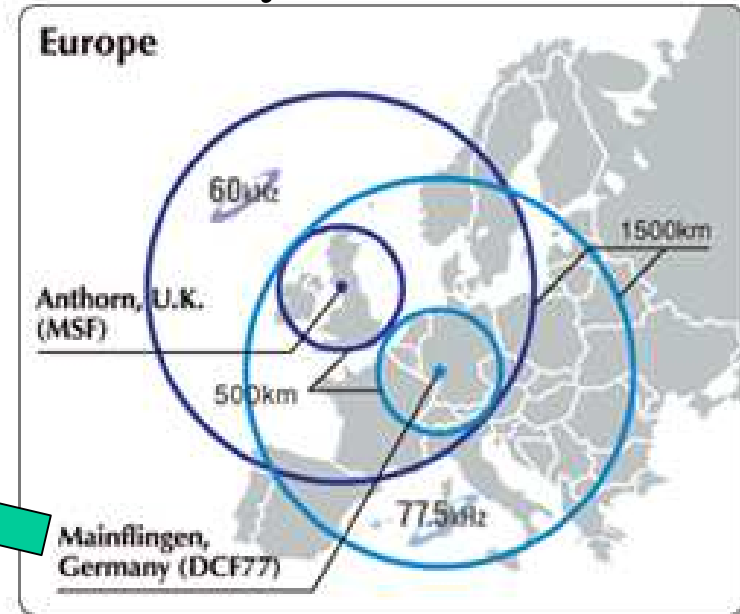 Europe
60kHz
1500km
Anthorn, U.K.
(MSF)
500km
77.5kHz
Mainflingen,
Germany (DCF77)